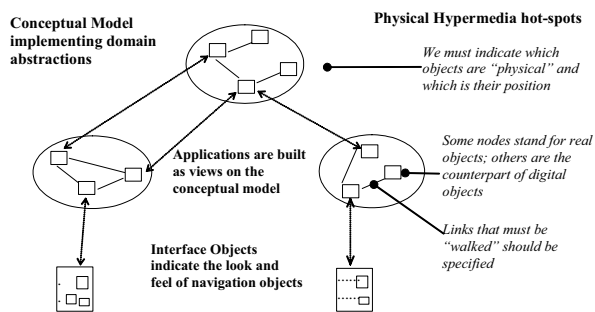 Conceptual Model
implementing domain
abstractions
Physical Hypermedia hot-spots
We must indicate which
objects are “physical” and
which is their position
Applications are built
as views on the
conceptual model
Some nodes stand for real
objects; others are the
counterpart of digital
objects
Links that must be
“walked” should be
specified
Interface Objects
indicate the look and
feel of navigation objects